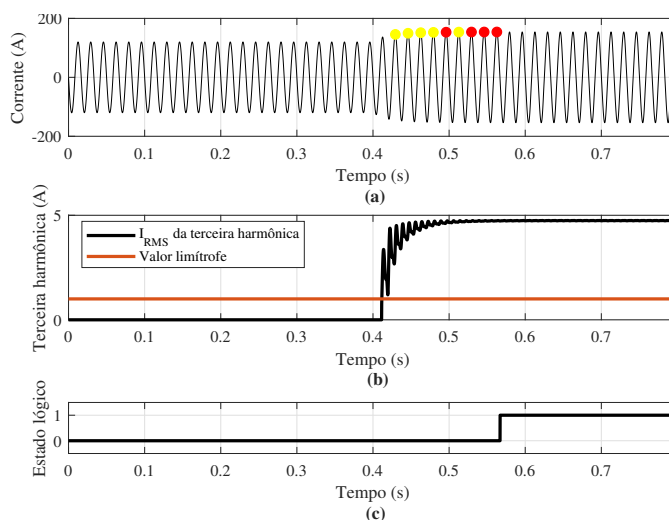 Corrente (A)
200
0
-200
0 0.1 0.2 0.3 0.4 0.5 0.6 0.7
Tempo (s)
(a)
Terceira harmônica (A)
5
0
I_RMS da terceira harmônica
Valor limítrofe
0 0.1 0.2 0.3 0.4 0.5 0.6 0.7
Tempo (s)
(b)
Estado lógico
1
0
0 0.1 0.2 0.3 0.4 0.5 0.6 0.7
Tempo (s)
(c)